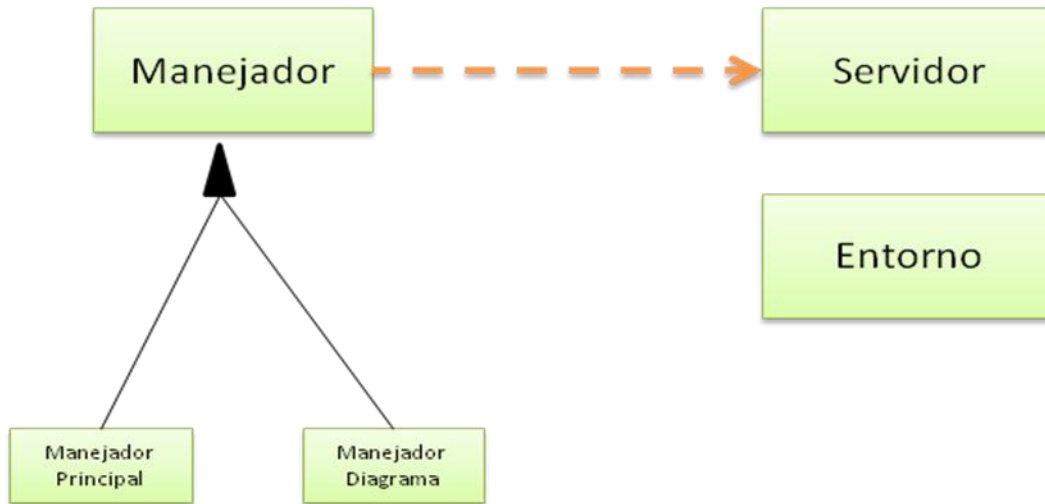 Manejador
Servidor
Entorno
Manejador
Principal
Manejador
Diagrama